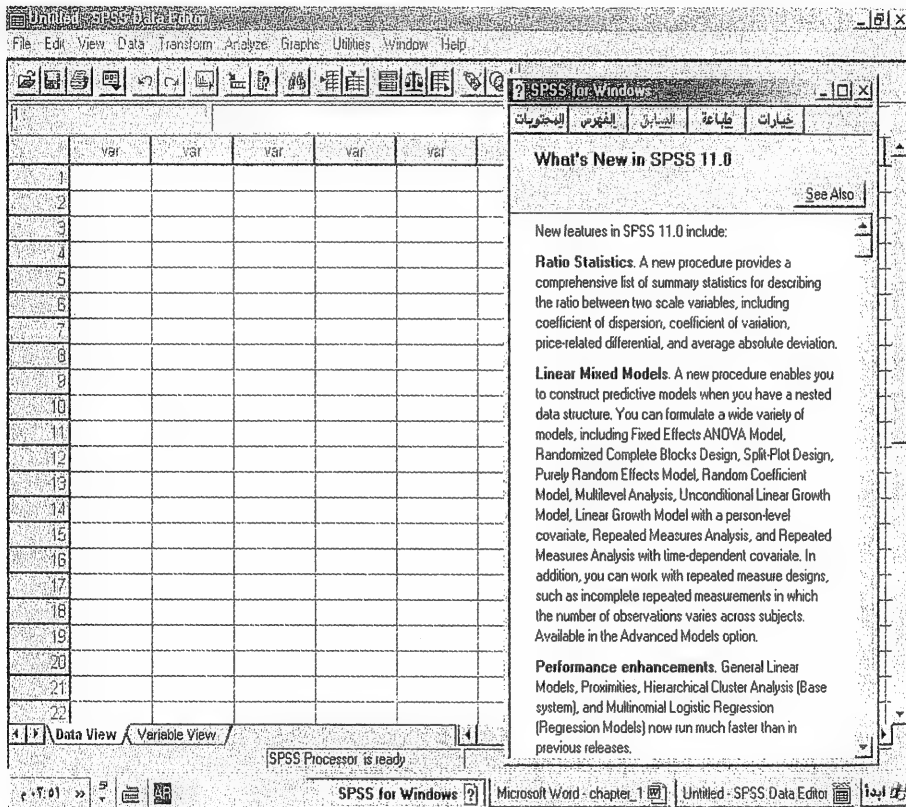 Untitled - SPSS Data Editor
File Edit View Data Transform Analyze Graphs Utilities Window Help
1
var var var var var
1
2
3
4
5
6
7
8
9
10
11
12
13
14
15
16
17
18
19
20
21
22
Data View Variable View
SPSS Processor is ready
SPSS for Windows
المحتويات الفهرس السابق طباعة خيارات
What's New in SPSS 11.0
See Also
New features in SPSS 11.0 include:
Ratio Statistics. A new procedure provides a
comprehensive list of summary statistics for describing
the ratio between two scale variables, including
coefficient of dispersion, coefficient of variation,
price-related differential, and average absolute deviation.
Linear Mixed Models. A new procedure enables you
to construct predictive models when you have a nested
data structure. You can formulate a wide variety of
models, including Fixed Effects ANOVA Model,
Randomized Complete Blocks Design, Split-Plot Design,
Purely Random Effects Model, Random Coefficient
Model, Multilevel Analysis, Unconditional Linear Growth
Model, Linear Growth Model with a person-level
covariate, Repeated Measures Analysis, and Repeated
Measures Analysis with time-dependent covariate. In
addition, you can work with repeated measure designs,
such as incomplete repeated measurements in which
the number of observations varies across subjects.
Available in the Advanced Models option.
Performance enhancements. General Linear
Models, Proximities, Hierarchical Cluster Analysis (Base
system), and Multinomial Logistic Regression
(Regression Models) now run much faster than in
previous releases.
م ٠٢:٥١ » SPSS for Windows Microsoft Word - chapter_1 Untitled - SPSS Data Editor ابدأ